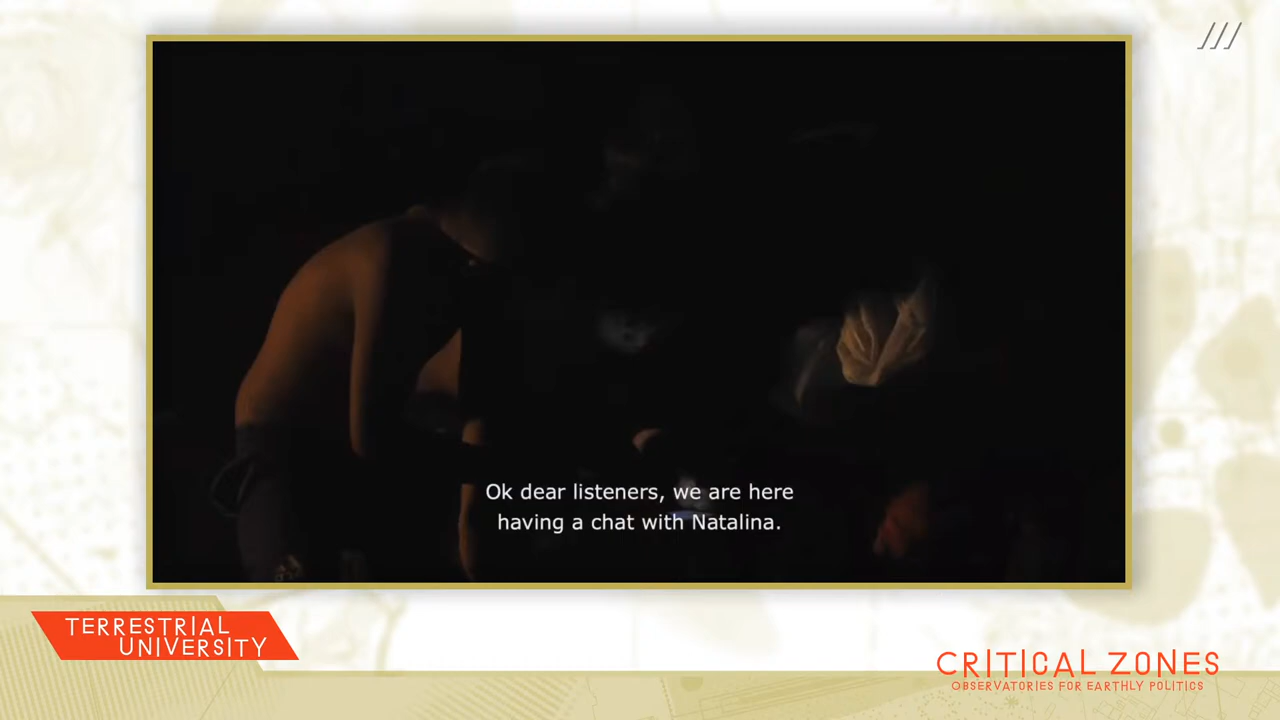 Ok dear listeners, we are here
having a chat with Natalina.
TERRESTRIAL
UNIVERSITY
CRITICAL ZONES
OBSERVATORIES FOR EARTHLY POLITICS